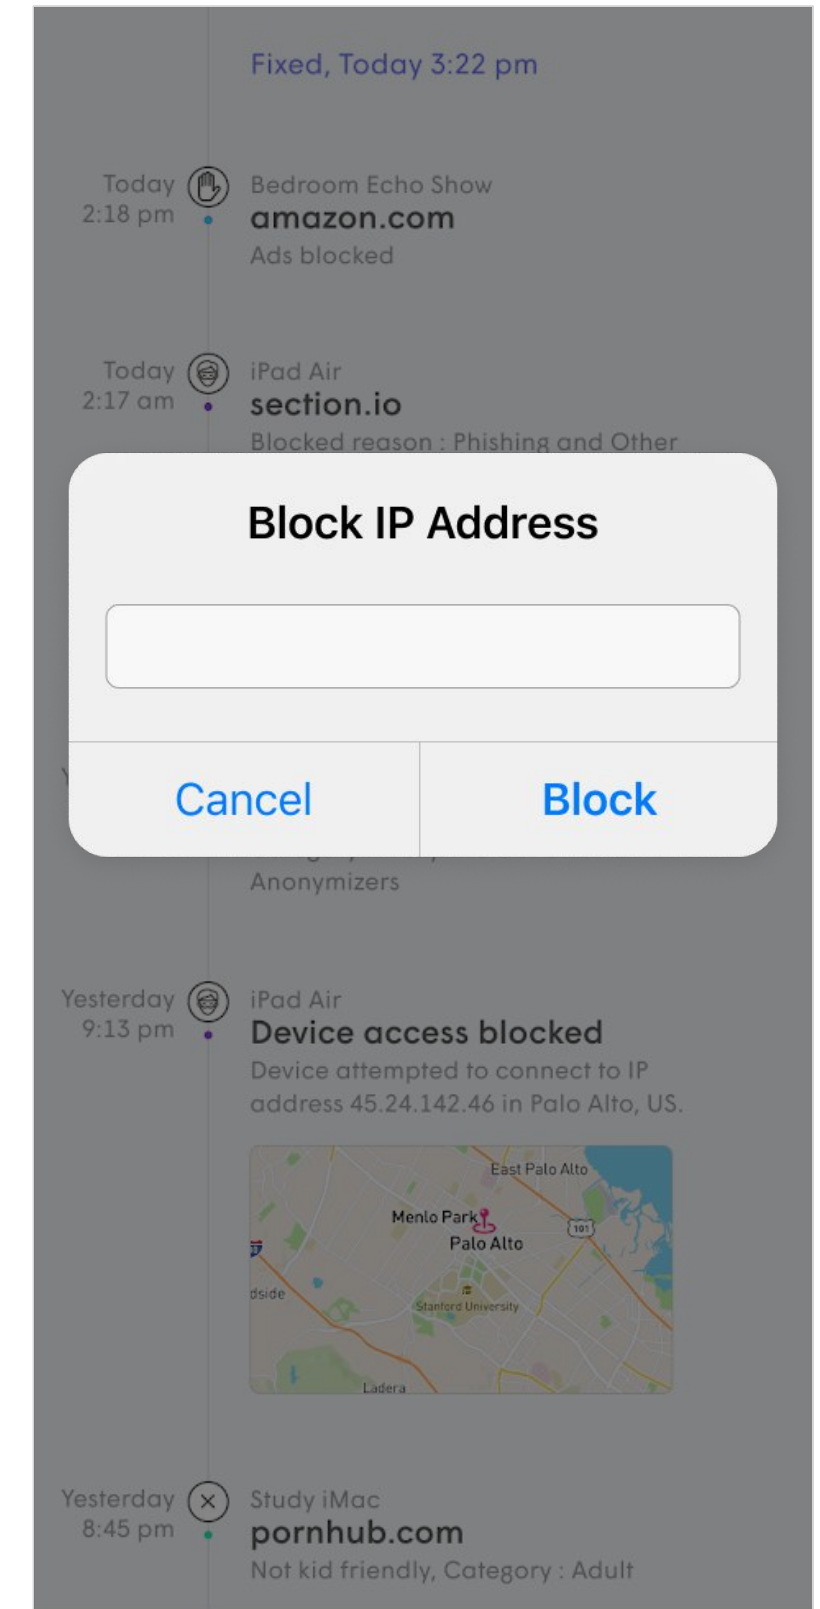 Fixed, Today 3:22 pm
Today
2:18 pm
Bedroom Echo Show
amazon.com
Ads blocked
Today
2:17 am
iPad Air
section.io
Blocked reason : Phishing and Other
Block IP Address
Cancel
Block
Anonymizers
Yesterday
9:13 pm
iPad Air
Device access blocked
Device attempted to connect to IP
address 45.24.142.46 in Palo Alto, US.
East Palo Alto
Menlo Park
101
Palo Alto
dside
Stanford University
Ladera
Yesterday
8:45 pm
Study iMac
pornhub.com
Not kid friendly, Category : Adult